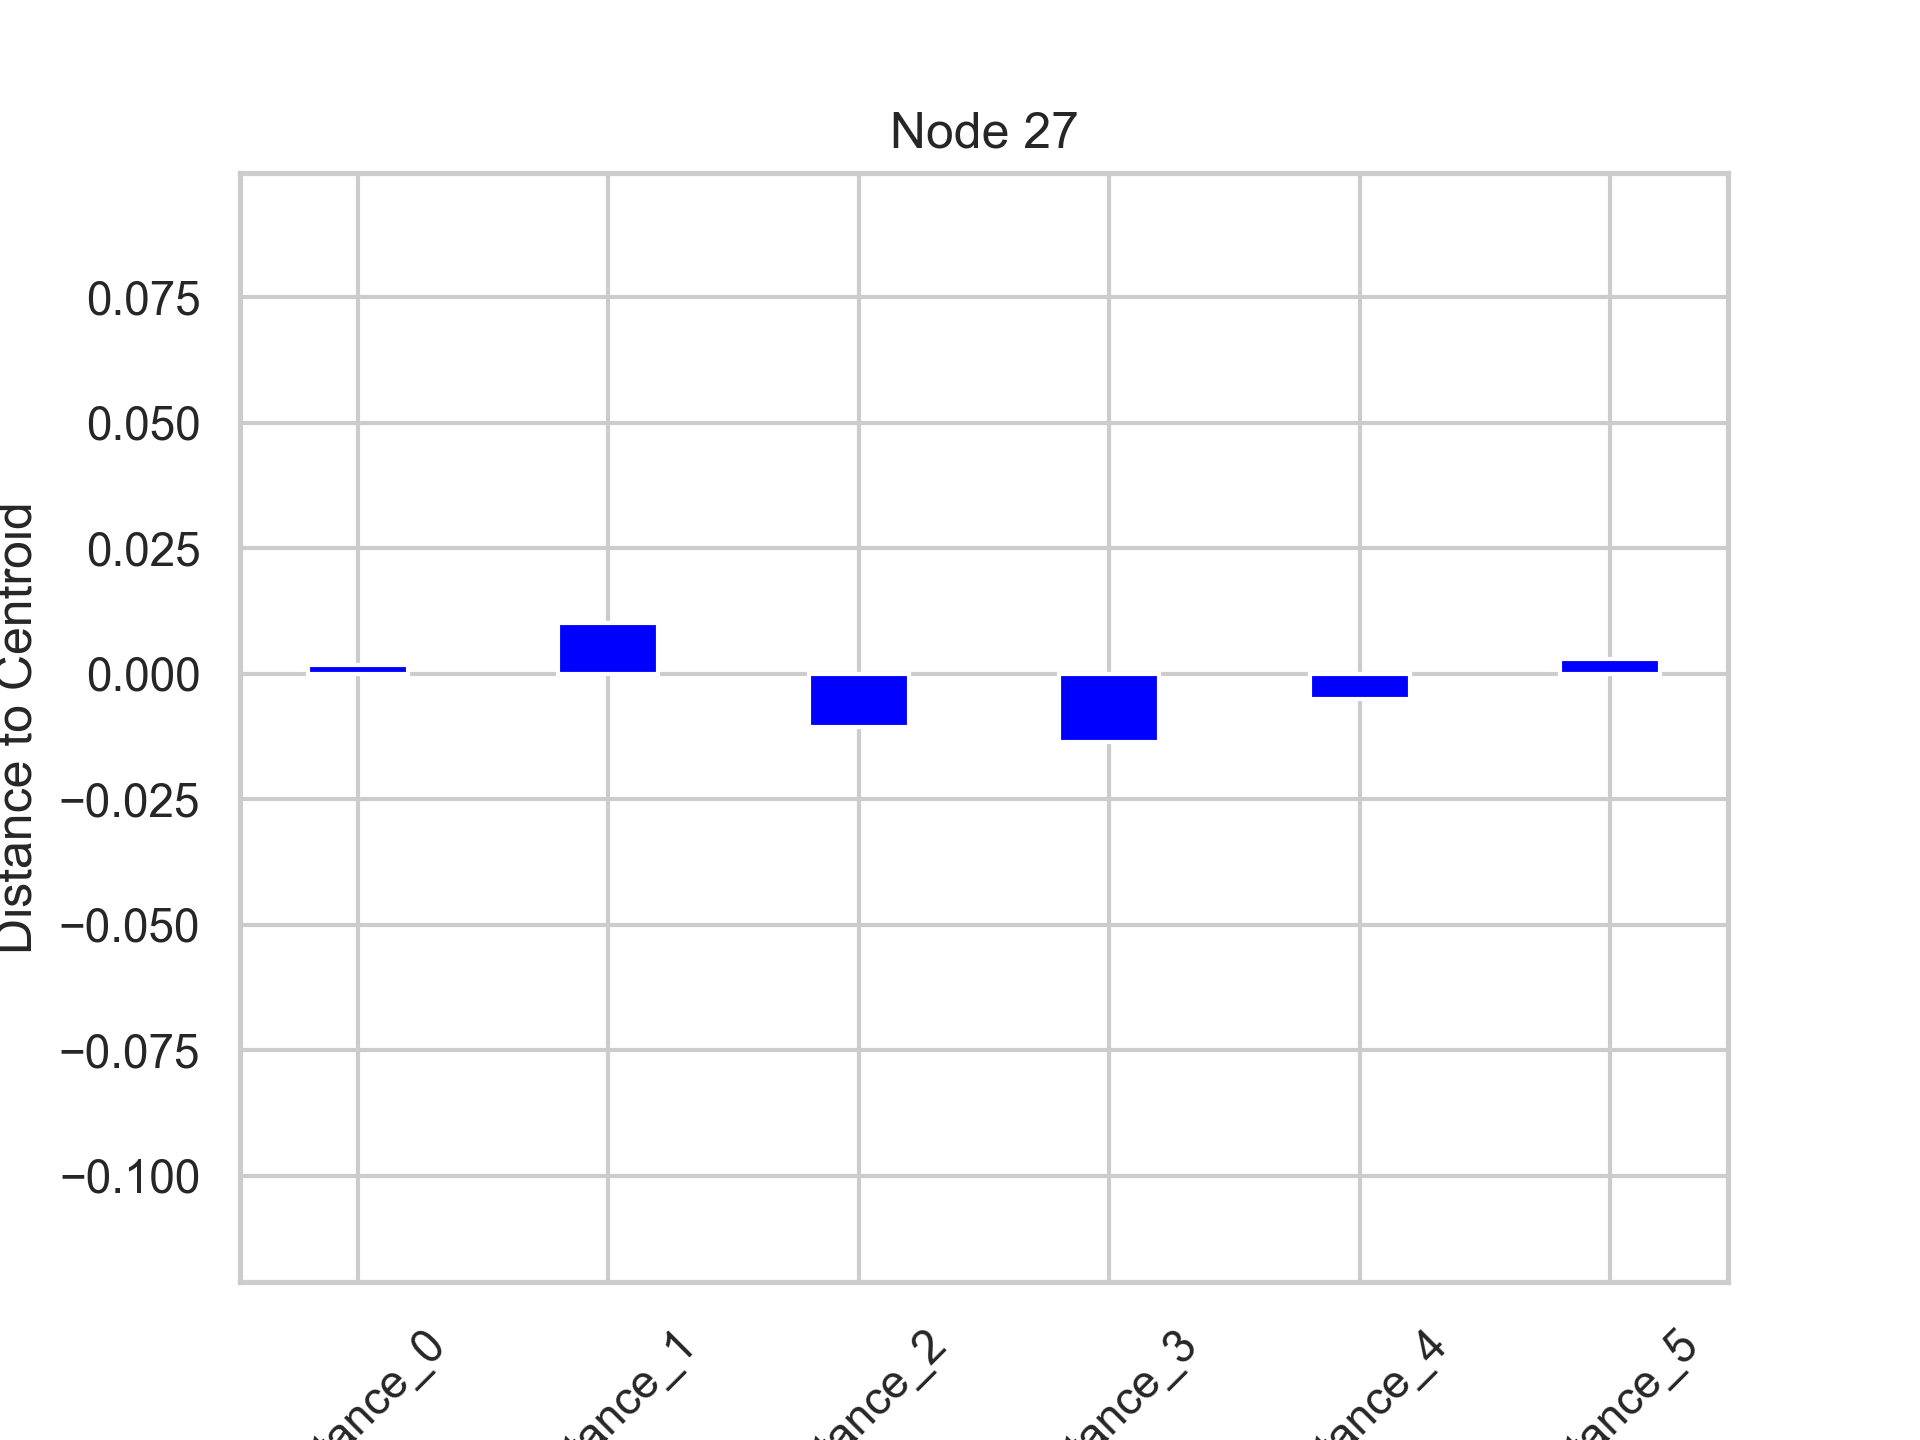 Node 27
0.075
0.050
0.025
0.000
−0.025
−0.050
−0.075
−0.100
Distance to Centroid
tance_0
tance_1
tance_2
tance_3
tance_4
tance_5